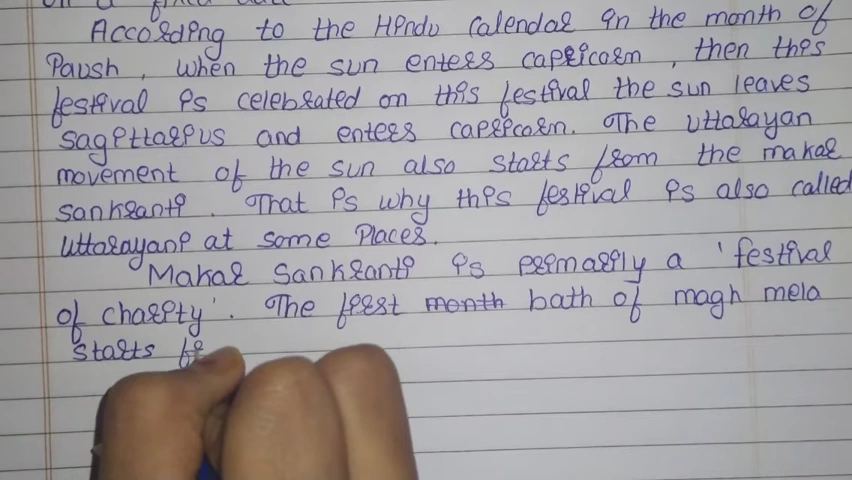 According to the Hindu calendar in the month of
Paush, when the sun enters capricorn, then this
festival is celebrated on this festival the sun leaves
sagittarius and enters capricorn. The uttarayan
movement of the sun also starts from the makar
sankranti. That is why this festival is also called
uttarayani at some places.
Makar Sankranti is primarily a 'festival
of charity'. The first month bath of magh mela
starts